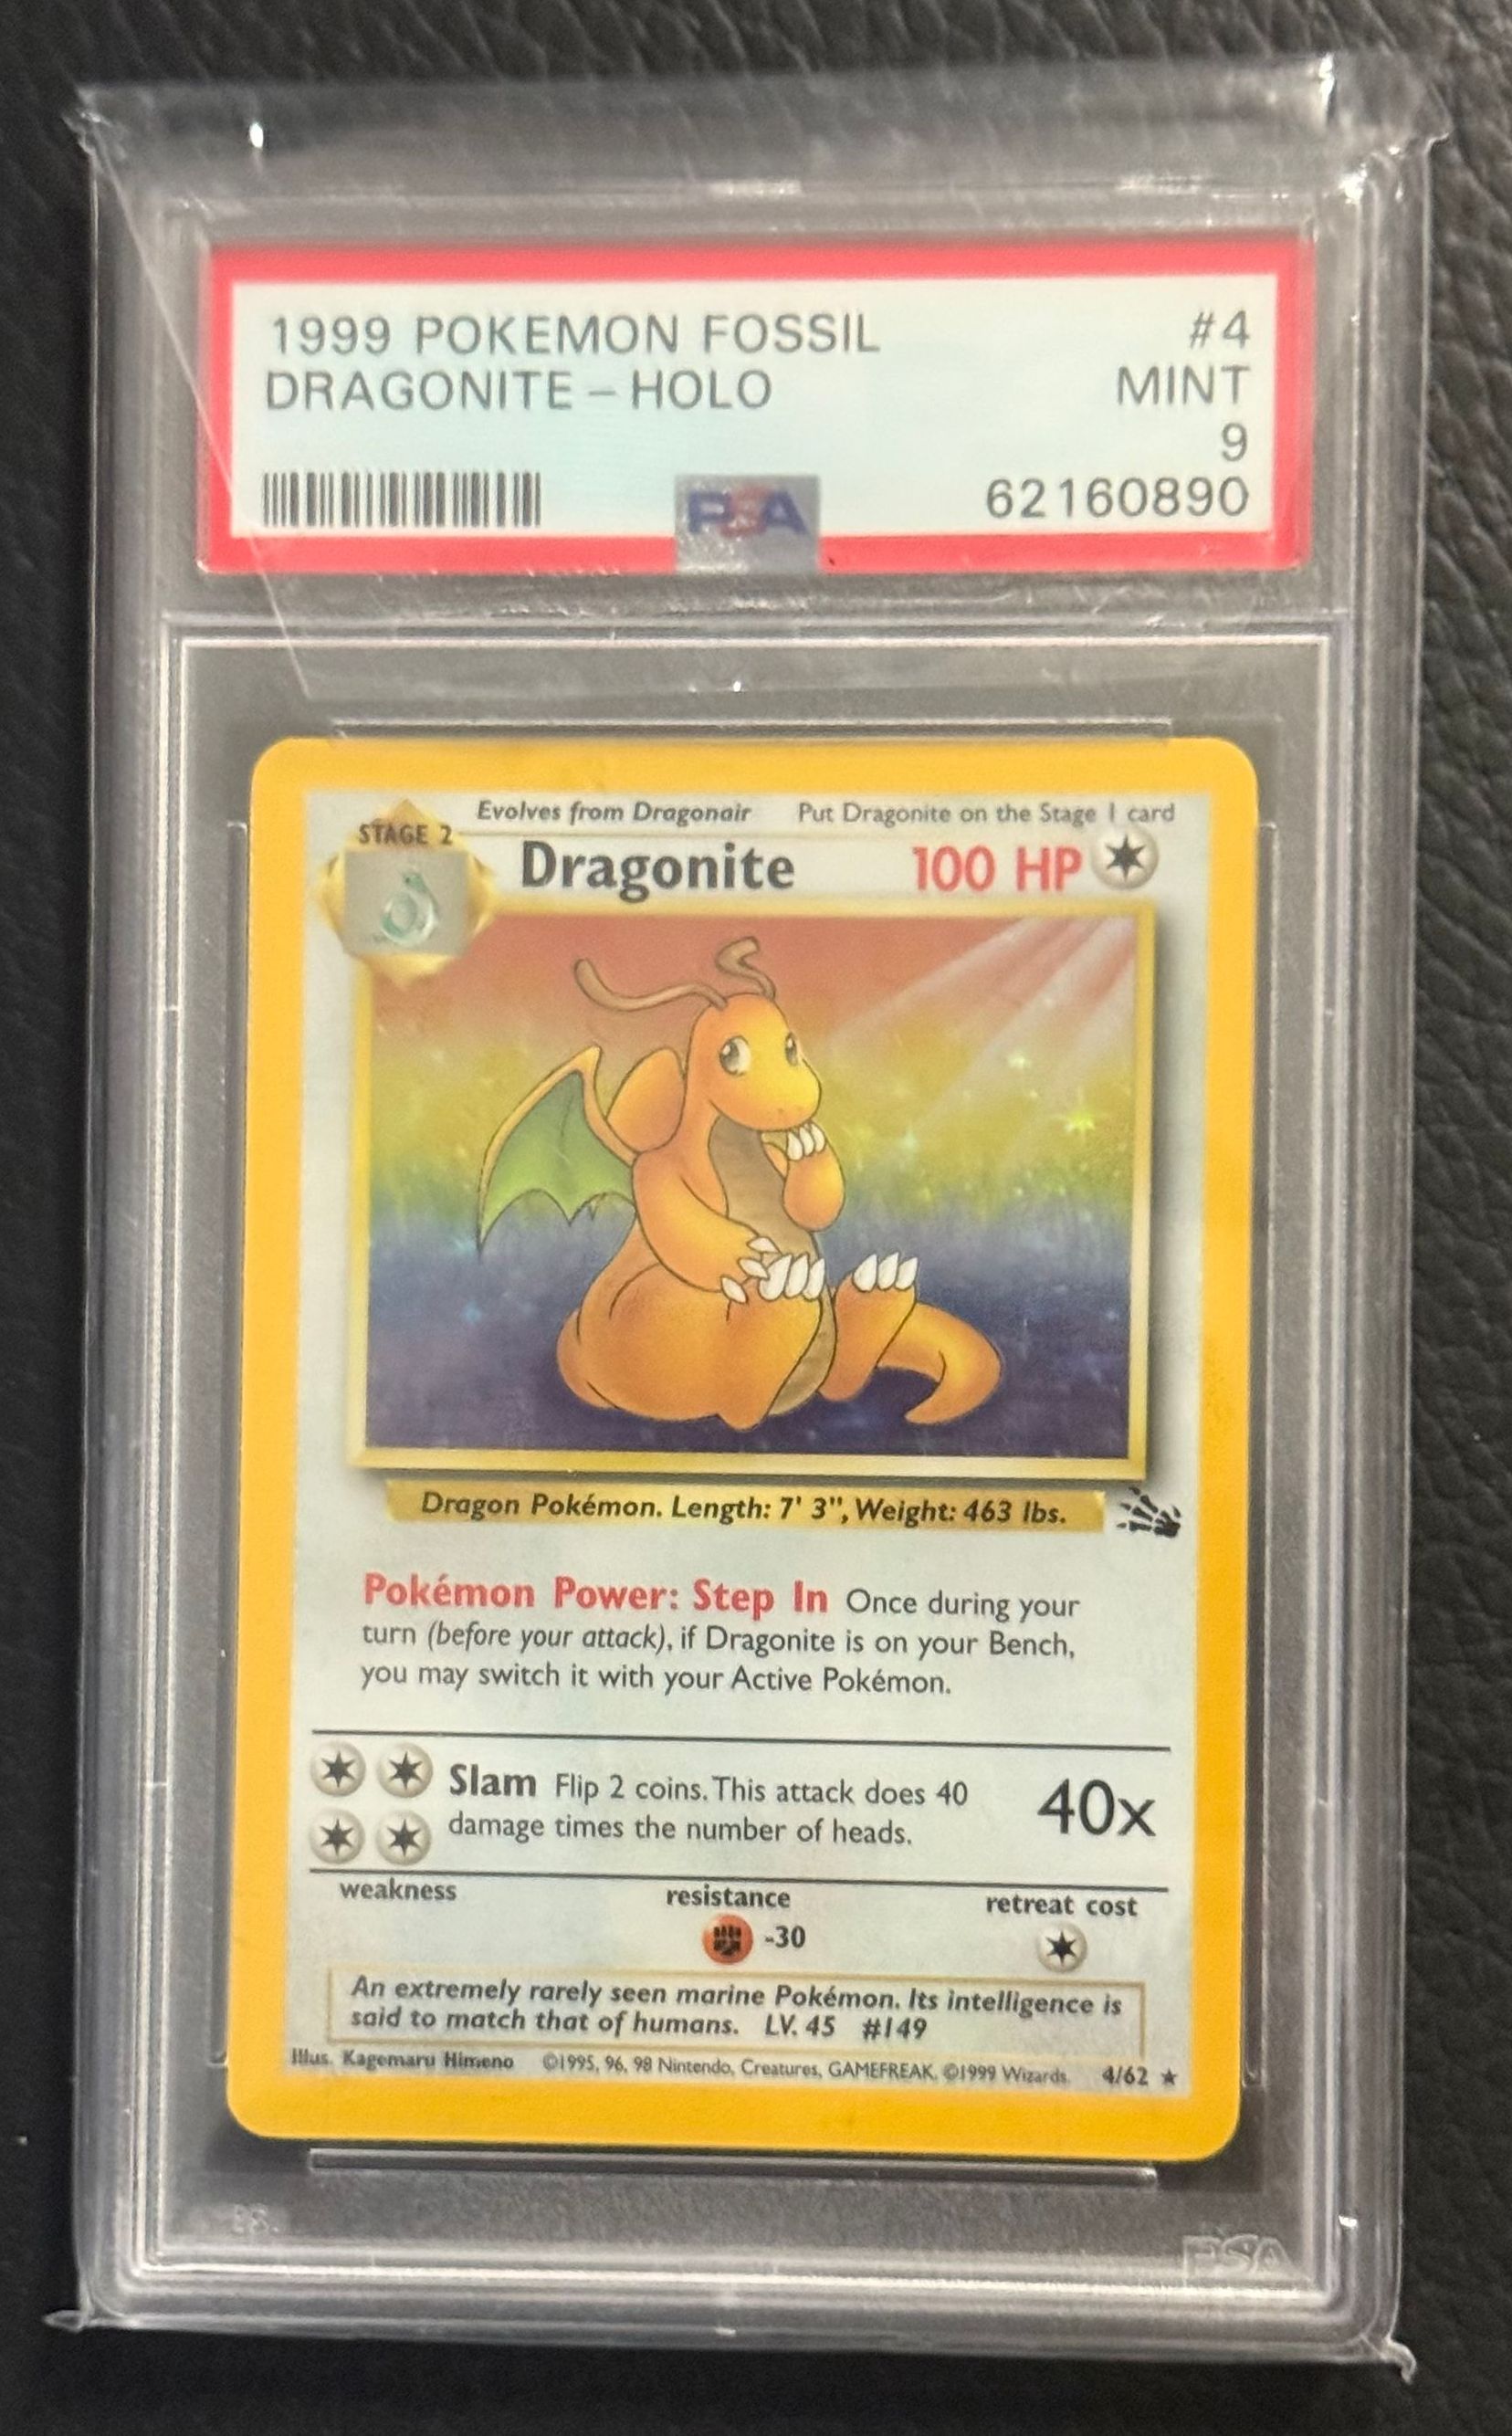 1999 POKEMON FOSSIL #4
DRAGONITE - HOLO MINT
9
PSA 62160890
Evolves from Dragonair Put Dragonite on the Stage 1 card
STAGE 2
Dragonite 100 HP
Dragon Pokémon. Length: 7' 3", Weight: 463 lbs.
Pokémon Power: Step In Once during your
turn (before your attack), if Dragonite is on your Bench,
you may switch it with your Active Pokémon.
Slam Flip 2 coins. This attack does 40
damage times the number of heads.
40x
weakness resistance retreat cost
-30
An extremely rarely seen marine Pokémon. Its intelligence is
said to match that of humans. LV. 45 #149
Illus. Kagemaru Himeno ©1995, 96, 98 Nintendo, Creatures, GAMEFREAK. ©1999 Wizards. 4/62 ★
PSA